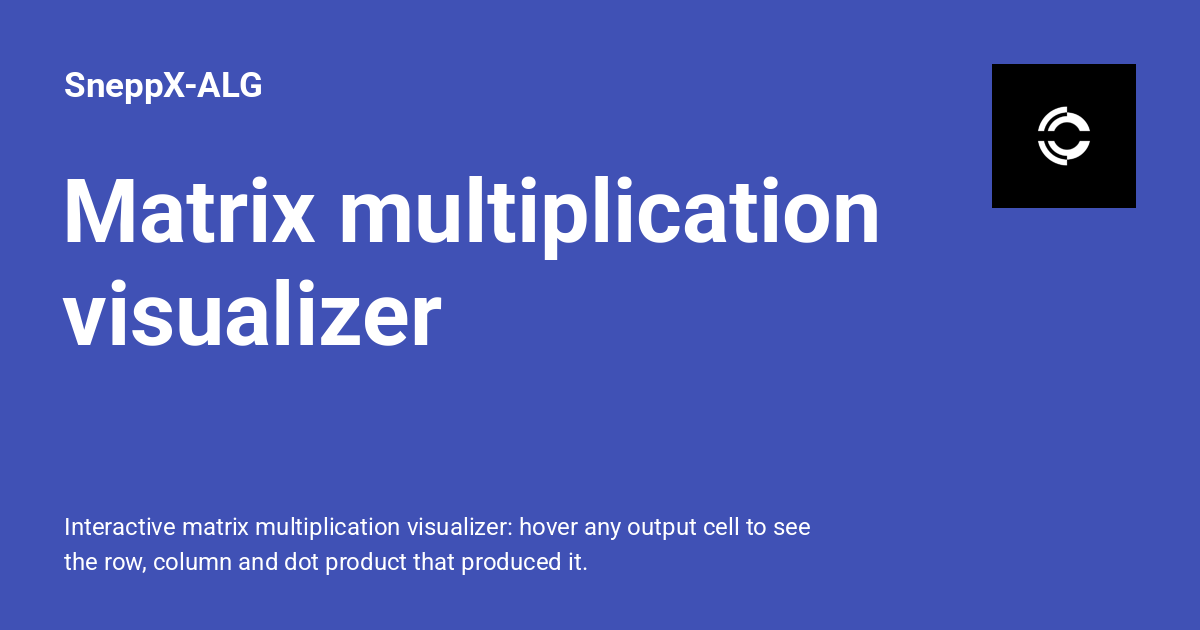 SneppX-ALG
Matrix multiplication
visualizer
Interactive matrix multiplication visualizer: hover any output cell to see
the row, column and dot product that produced it.